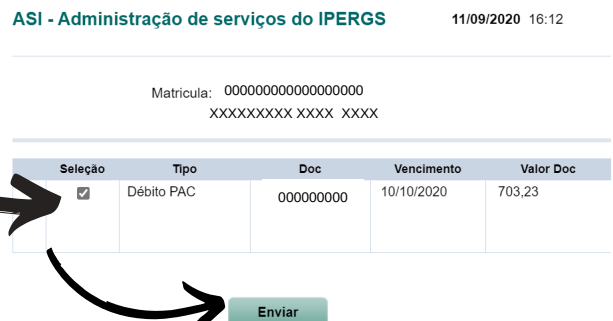 ASI - Administração de serviços do IPERGS 11/09/2020 16:12
Matricula: 000000000000000000
XXXXXXXXX XXXX XXXX
Seleção Tipo Doc Vencimento Valor Doc
Débito PAC 000000000 10/10/2020 703,23
Enviar